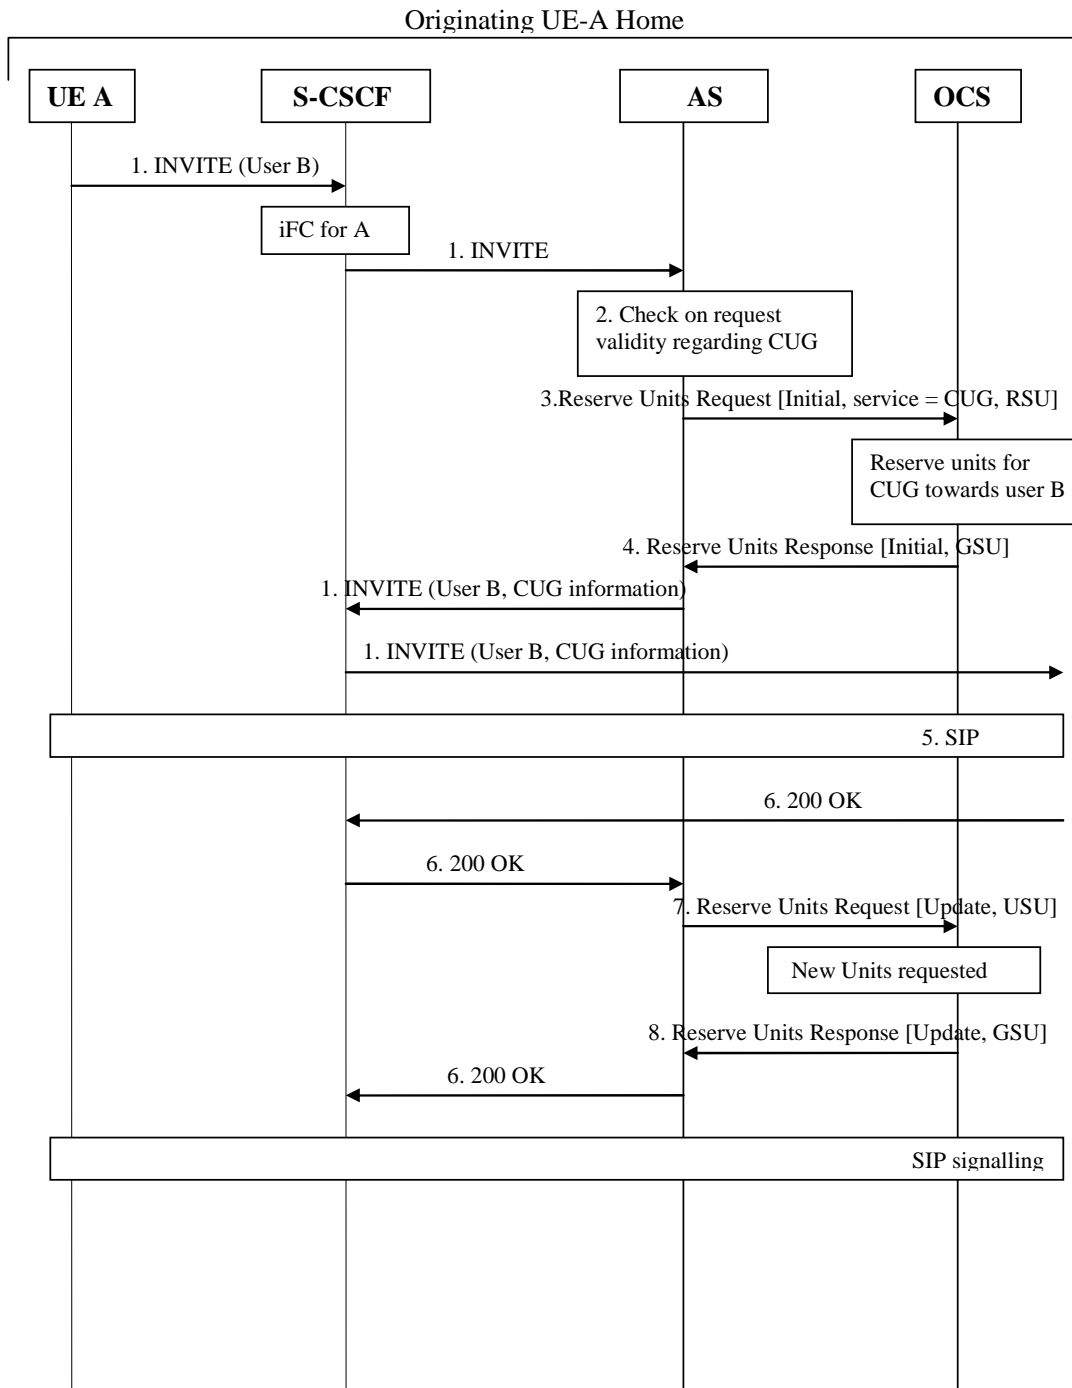 Originating UE-A Home
UE A
S-CSCF
AS
OCS
1. INVITE (User B)
iFC for A
1. INVITE
2. Check on request
validity regarding CUG
3.Reserve Units Request [Initial, service = CUG, RSU]
Reserve units for
CUG towards user B
4. Reserve Units Response [Initial, GSU]
1. INVITE (User B, CUG information)
1. INVITE (User B, CUG information)
5. SIP
6. 200 OK
6. 200 OK
7. Reserve Units Request [Update, USU]
New Units requested
8. Reserve Units Response [Update, GSU]
6. 200 OK
SIP signalling